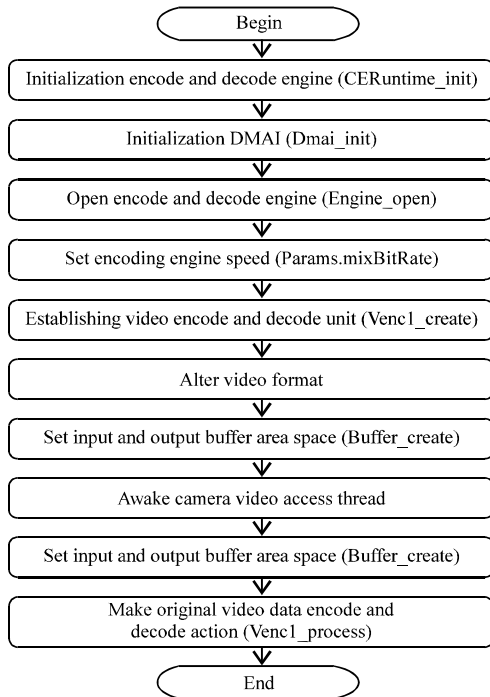 Begin
Initialization encode and decode engine (CERuntime_init)
Initialization DMAI (Dmai_init)
Open encode and decode engine (Engine_open)
Set encoding engine speed (Params.mixBitRate)
Establishing video encode and decode unit (Venc1_create)
Alter video format
Set input and output buffer area space (Buffer_create)
Awake camera video access thread
Set input and output buffer area space (Buffer_create)
Make original video data encode and
decode action (Venc1_process)
End